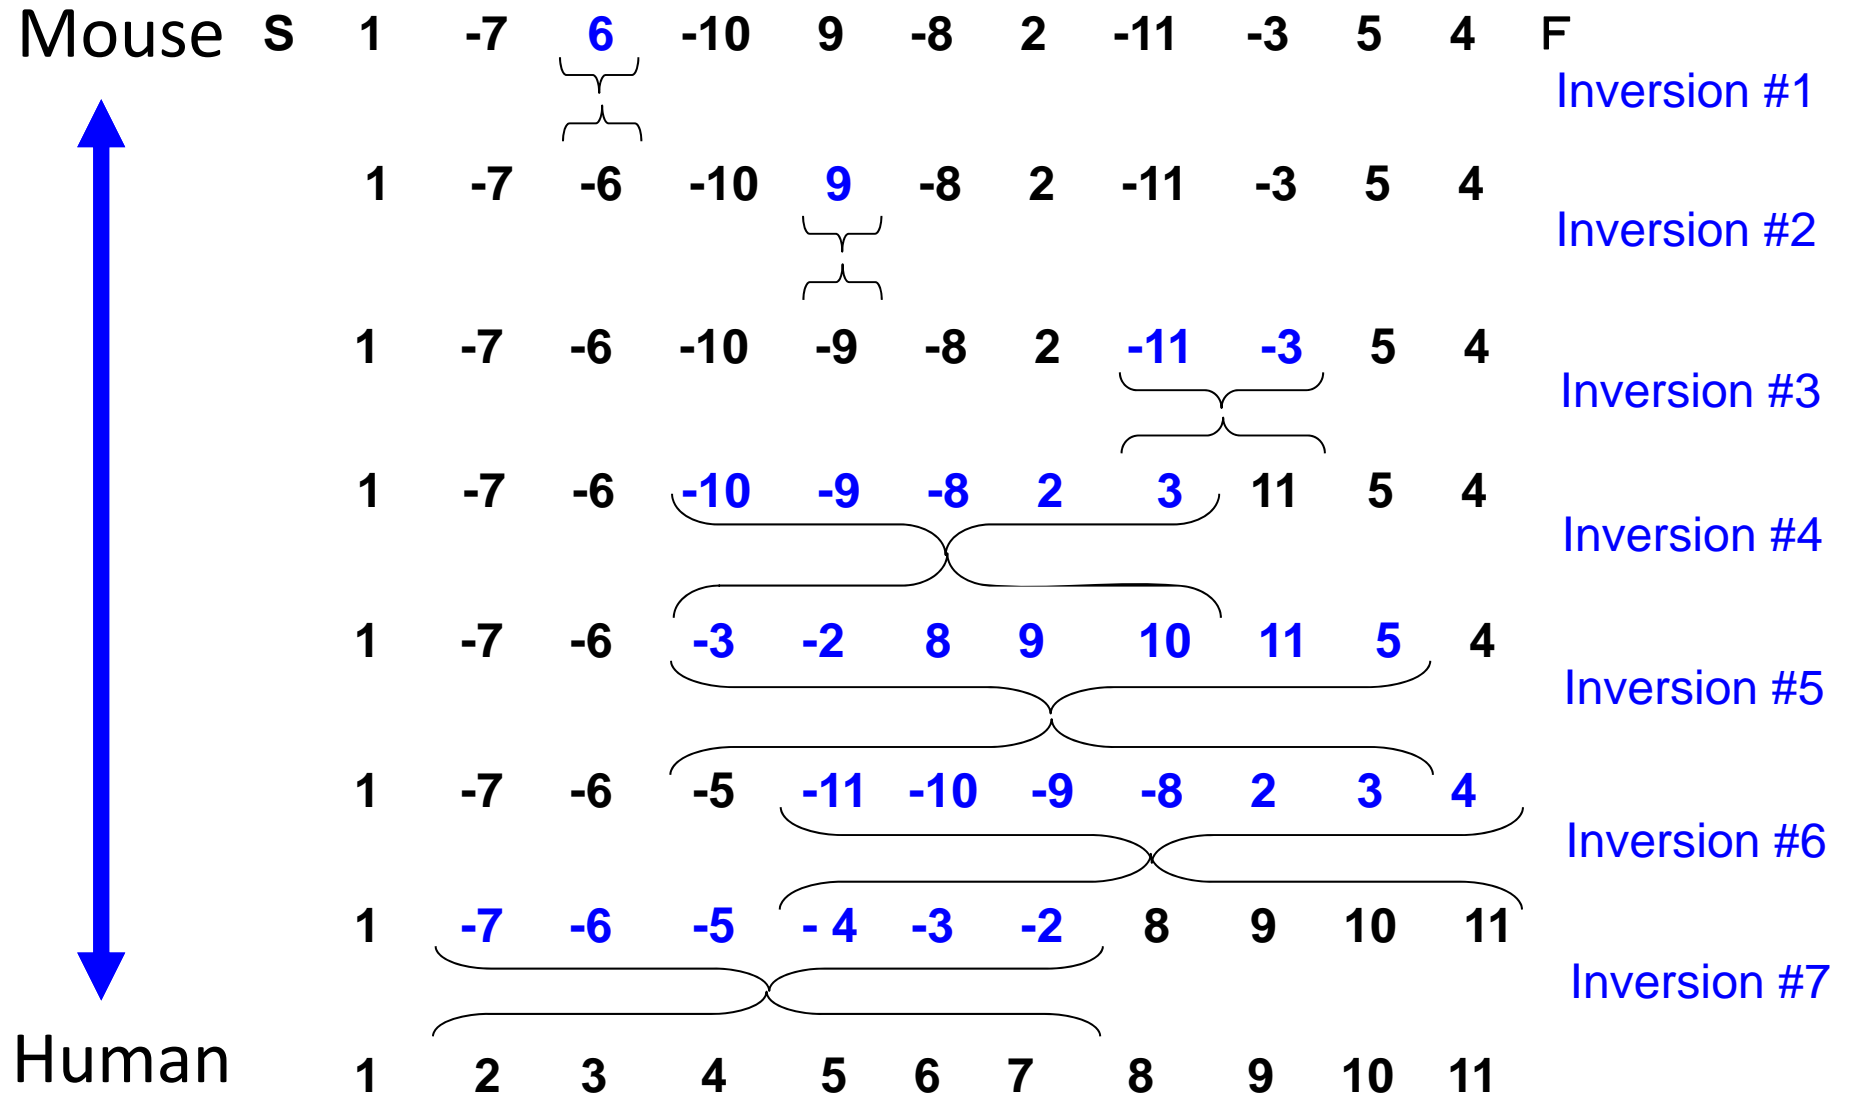 Mouse S 1 -7 6 -10 9 -8 2 -11 -3 5 4 F
Inversion #1
1 -7 -6 -10 9 -8 2 -11 -3 5 4
Inversion #2
1 -7 -6 -10 -9 -8 2 -11 -3 5 4
Inversion #3
1 -7 -6 -10 -9 -8 2 3 11 5 4
Inversion #4
1 -7 -6 -3 -2 8 9 10 11 5 4
Inversion #5
1 -7 -6 -5 -11 -10 -9 -8 2 3 4
Inversion #6
1 -7 -6 -5 - 4 -3 -2 8 9 10 11
Inversion #7
Human 1 2 3 4 5 6 7 8 9 10 11